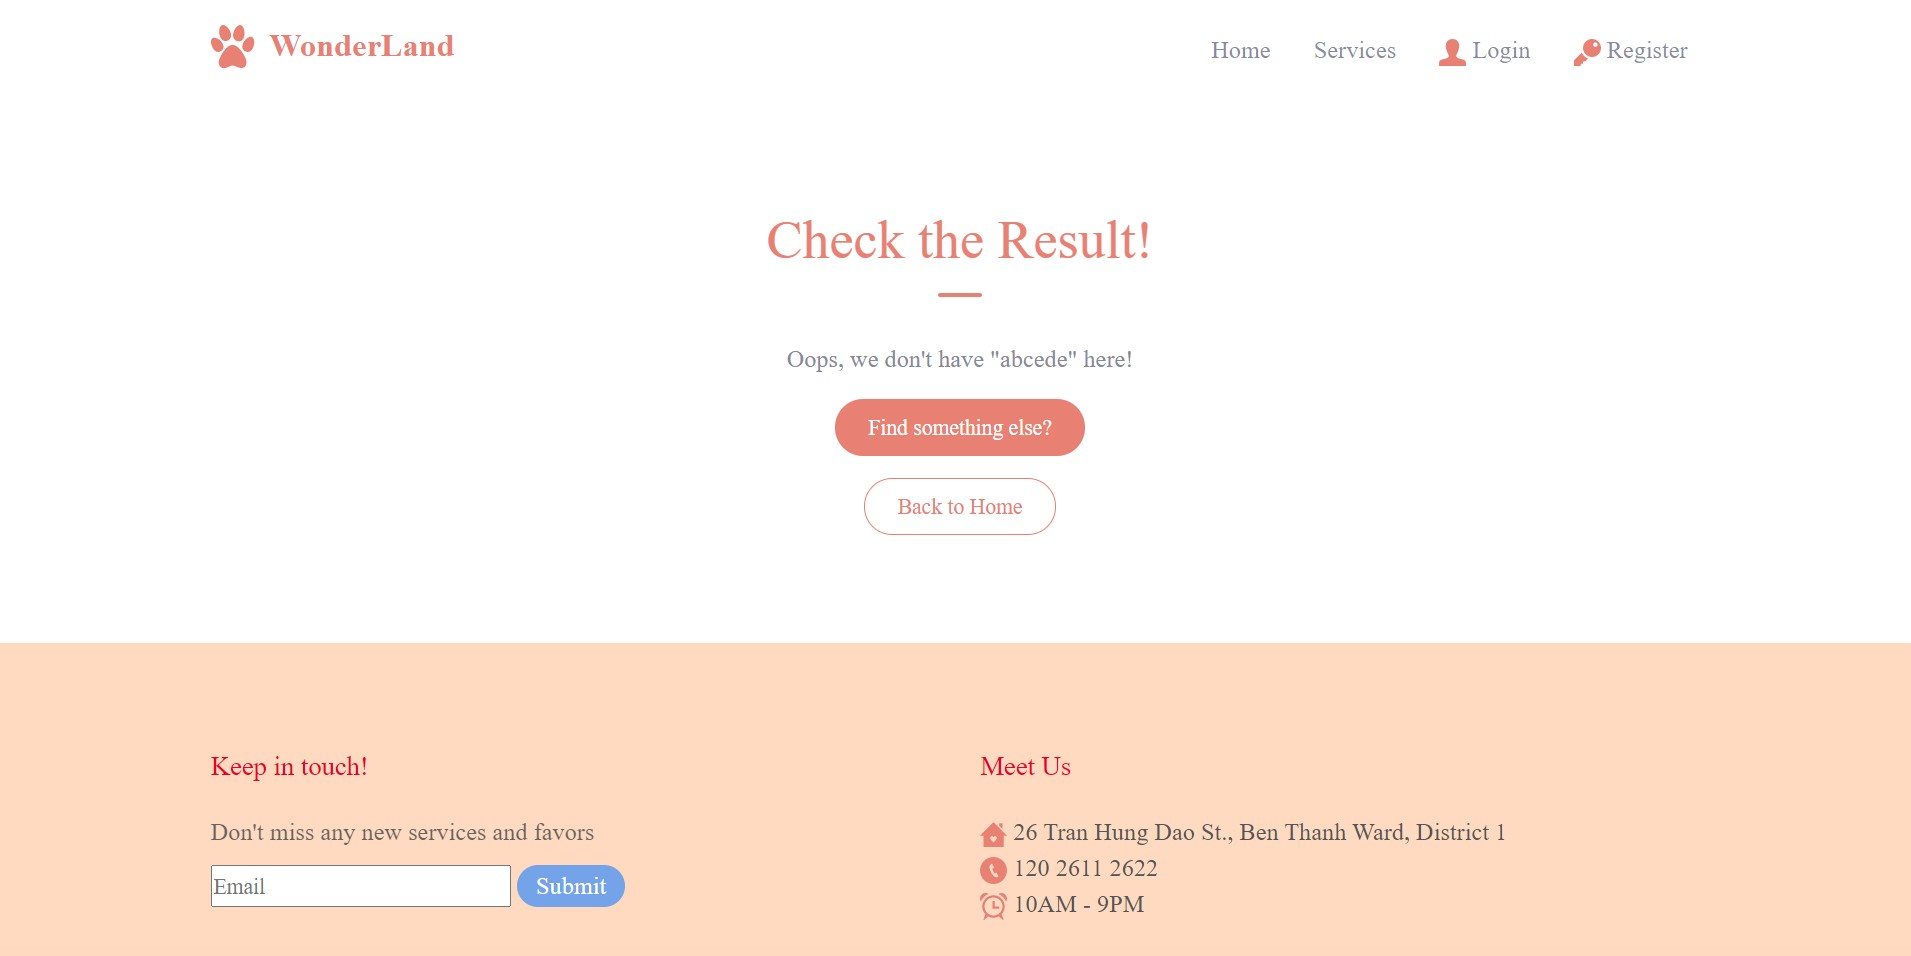 WonderLand
Home Services Login Register
Check the Result!
Oops, we don't have "abcede" here!
Find something else?
Back to Home
Keep in touch!
Don't miss any new services and favors
Email Submit
Meet Us
26 Tran Hung Dao St., Ben Thanh Ward, District 1
120 2611 2622
10AM - 9PM